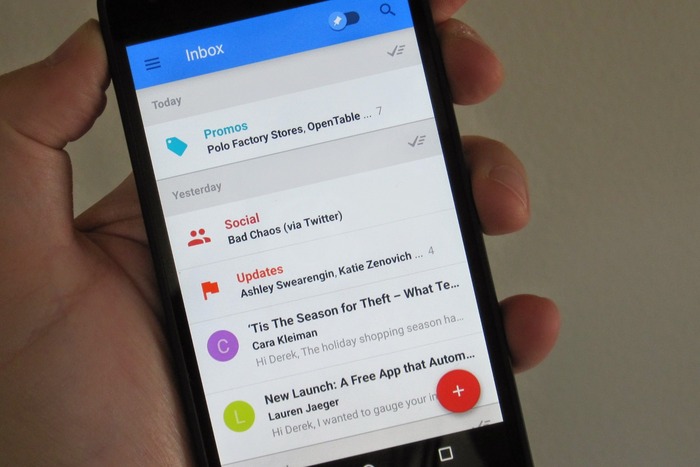 Inbox
Today
Promos
Polo Factory Stores, OpenTable ... 7
Yesterday
Social
Bad Chaos (via Twitter)
Updates
Ashley Swearengin, Katie Zenovich ... 4
C
'Tis The Season for Theft – What Te...
Cara Kleiman
Hi Derek, The holiday shopping season ha...
L
New Launch: A Free App that Autom...
Lauren Jaeger
Hi Derek, I wanted to gauge your
+